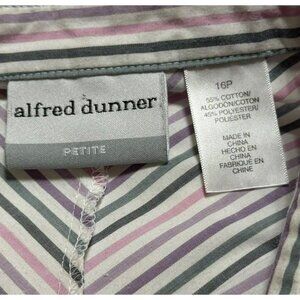 alfred dunner
PETITE
16P
55% COTTON/
ALGODÓN/COTON
45% POLYESTER/
POLIESTER
MADE IN
CHINA
HECHO EN
CHINA
FABRIQUE EN
CHINE